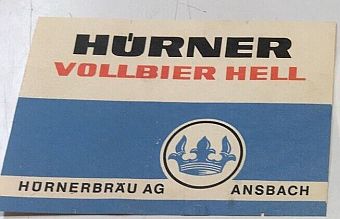 HÜRNER
VOLLBIER HELL
HÜRNERBRÄU AG ANSBACH